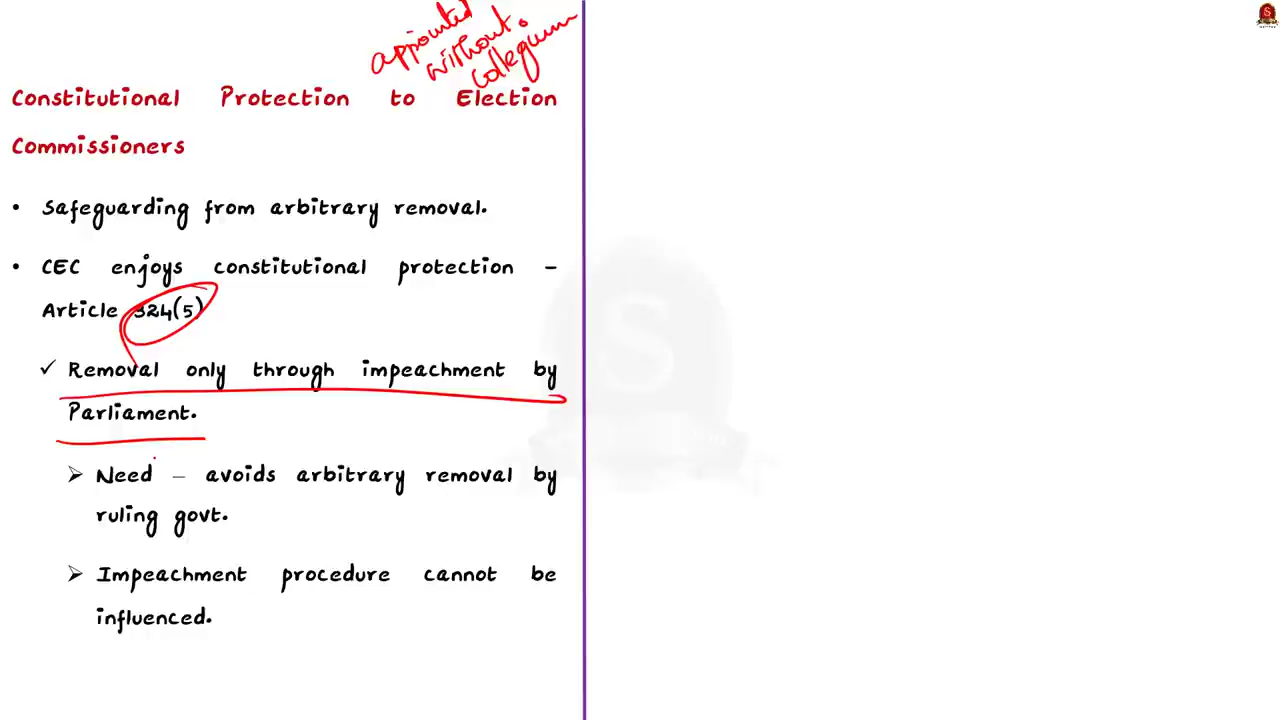 appointed
without
collegium
Constitutional Protection to Election
Commissioners
• Safeguarding from arbitrary removal.
• CEC enjoys constitutional protection -
Article 324(5)
✓ Removal only through impeachment by
Parliament.
➢ Need - avoids arbitrary removal by
ruling govt.
➢ Impeachment procedure cannot be
influenced.
S